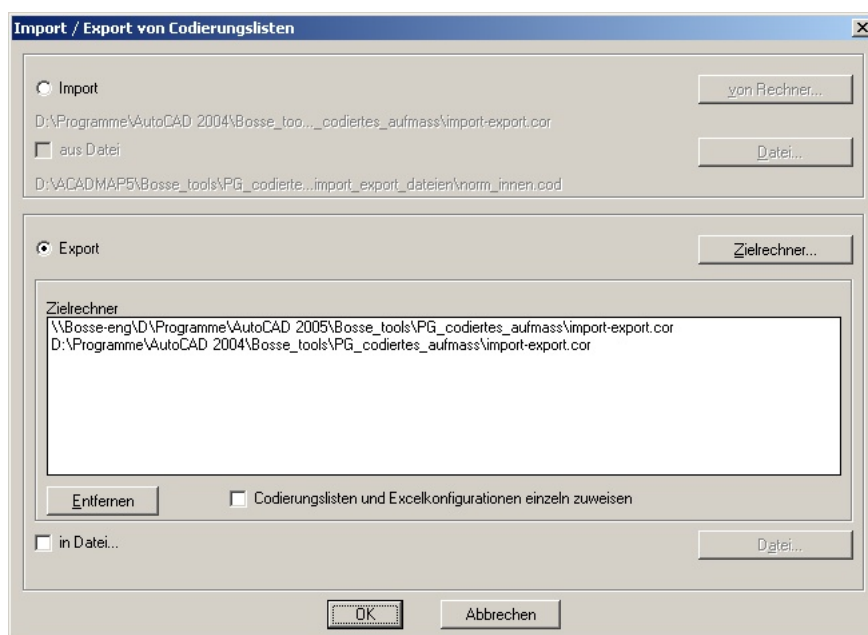 Import / Export von Codierungslisten
Import
von Rechner...
D:\Programme\AutoCAD 2004\Bosse_too..._codiertes_aufmass\import-export.cor
aus Datei
Datei...
D:\ACADMAP5\Bosse_tools\PG_codierte...import_export_dateien\norm_innen.cod
Export
Zielrechner...
Zielrechner
\\Bosse-eng\D\Programme\AutoCAD 2005\Bosse_tools\PG_codiertes_aufmass\import-export.cor
D:\Programme\AutoCAD 2004\Bosse_tools\PG_codiertes_aufmass\import-export.cor
Entfernen
Codierungslisten und Excelkonfigurationen einzeln zuweisen
in Datei...
Datei...
OK
Abbrechen